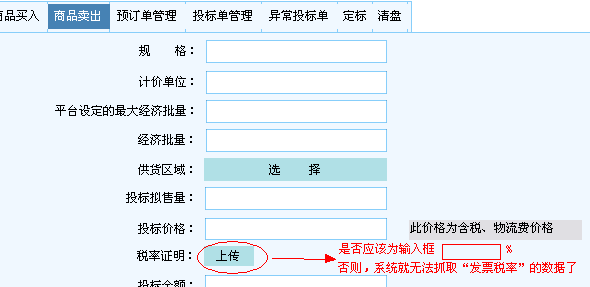 商品买入 商品卖出 预订单管理 投标单管理 异常投标单 定标 清盘
规 格：
计价单位：
平台设定的最大经济批量：
经济批量：
供货区域： 选 择
投标拟售量：
投标价格： 此价格为含税、物流费价格
税率证明： 上传 是否应该为输入框 %
否则，系统就无法抓取“发票税率”的数据了
投标金额：